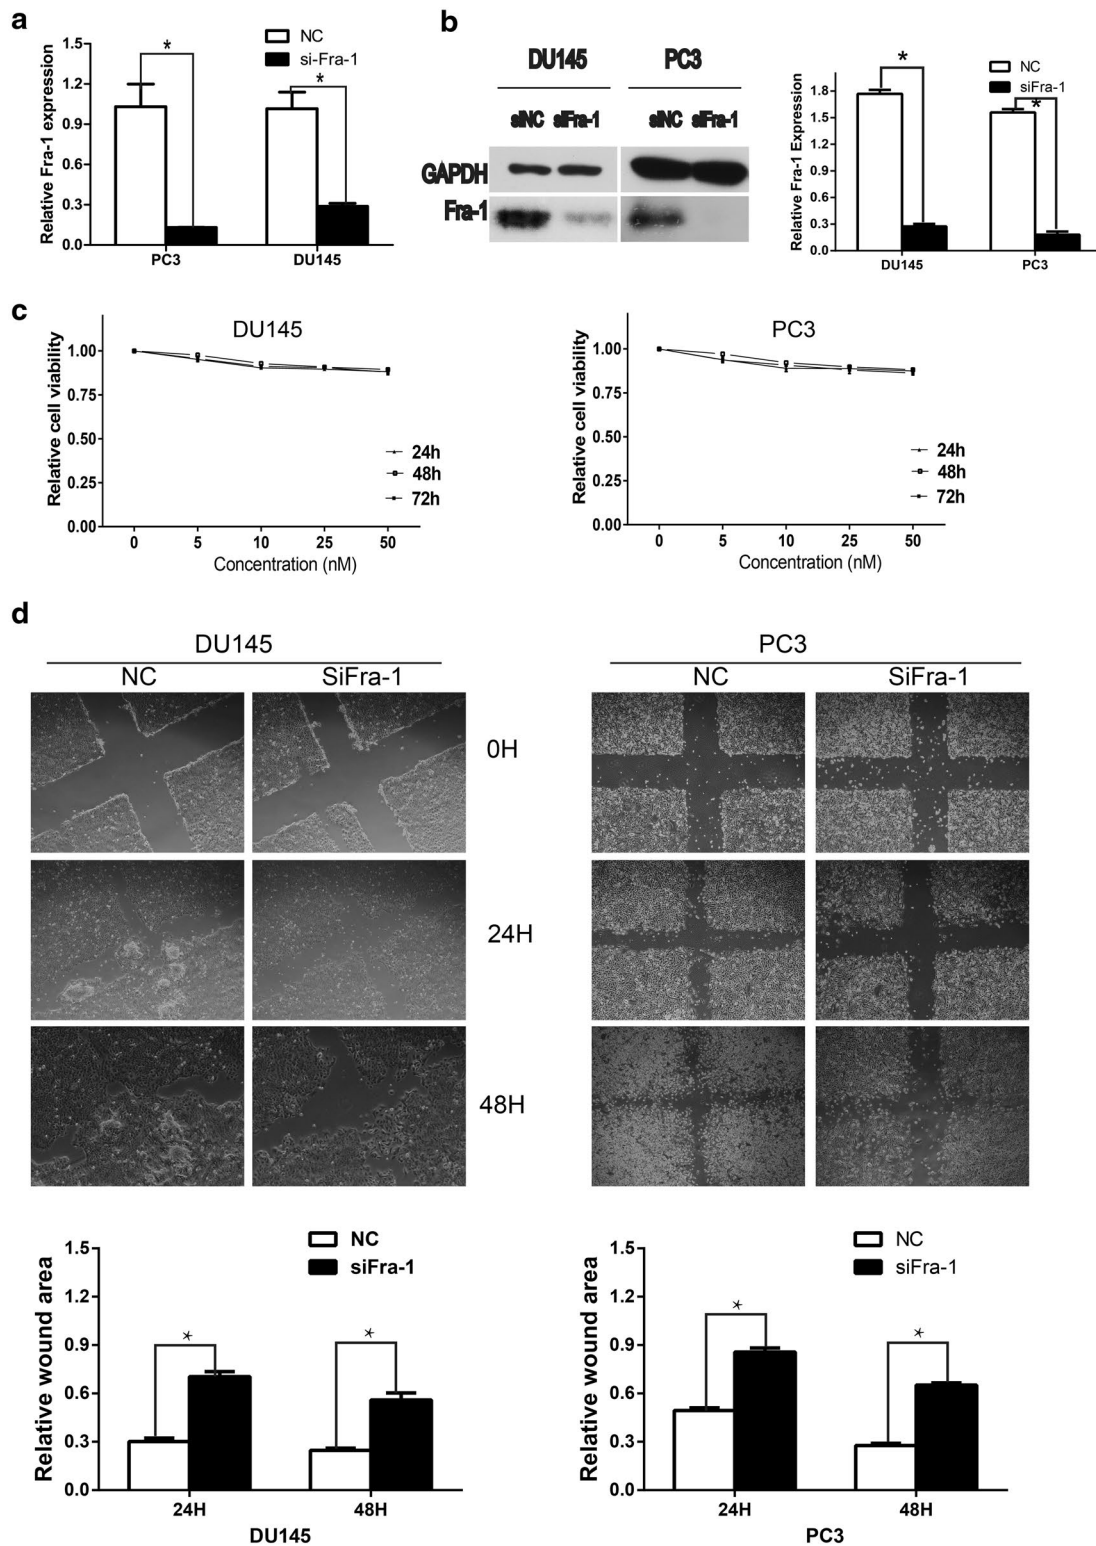 a
1.5
1.2
0.9
0.6
0.3
0.0
Relative Fra-1 expression
*
*
NC
si-Fra-1
PC3
DU145
b
DU145
PC3
siNC
siFra-1
siNC
siFra-1
GAPDH
Fra-1
Relative Fra-1 Expression
1.8
1.5
1.2
0.9
0.6
0.3
0.0
*
*
NC
siFra-1
DU145
PC3
c
DU145
Relative cell viability
1.00
0.75
0.50
0.25
0.00
24h
48h
72h
0
5
10
25
50
Concentration (nM)
PC3
Relative cell viability
1.00
0.75
0.50
0.25
0.00
24h
48h
72h
0
5
10
25
50
Concentration (nM)
d
DU145
NC
SiFra-1
PC3
NC
SiFra-1
0H
24H
48H
Relative wound area
1.5
1.2
0.9
0.6
0.3
0.0
NC
siFra-1
*
*
24H
48H
DU145
Relative wound area
1.5
1.2
0.9
0.6
0.3
0.0
NC
siFra-1
*
*
24H
48H
PC3